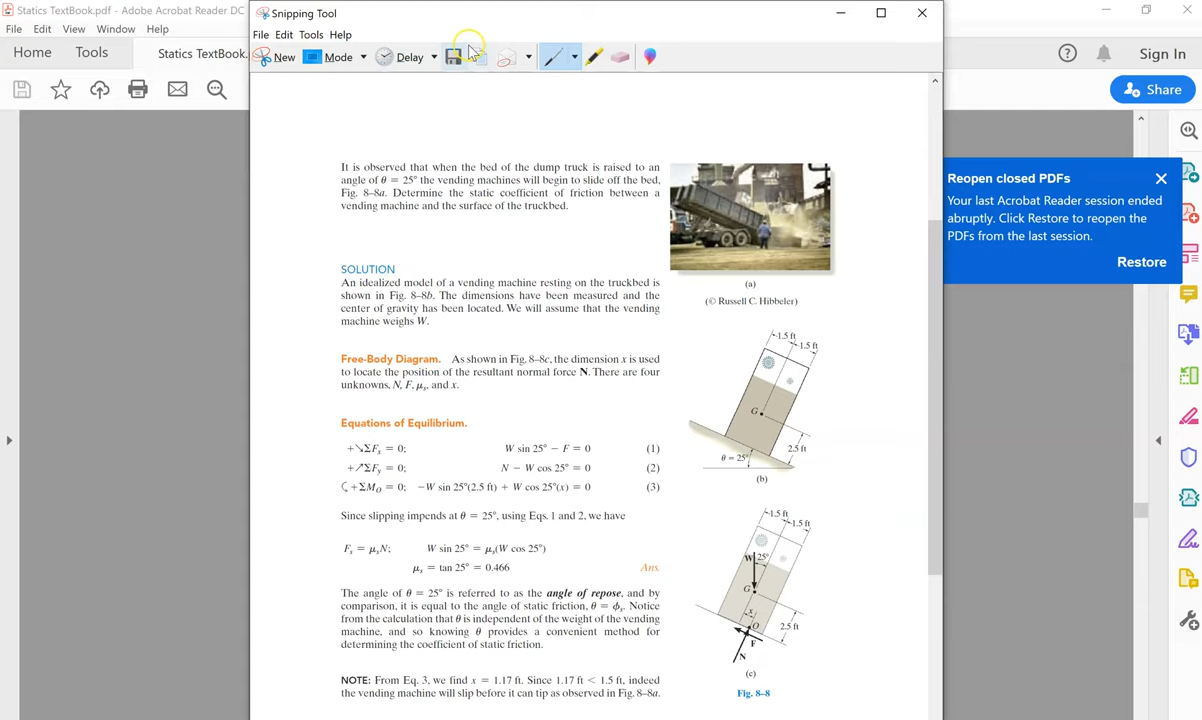 Statics TextBook.pdf - Adobe Acrobat Reader DC
File Edit View Window Help
Home Tools Statics TextBook.
Sign In
Share
Snipping Tool
File Edit Tools Help
New Mode Delay
It is observed that when the bed of the dump truck is raised to an
angle of θ = 25° the vending machines will begin to slide off the bed,
Fig. 8–8a. Determine the static coefficient of friction between a
vending machine and the surface of the truckbed.
SOLUTION
An idealized model of a vending machine resting on the truckbed is
shown in Fig. 8–8b. The dimensions have been measured and the
center of gravity has been located. We will assume that the vending
machine weighs W.
Free-Body Diagram. As shown in Fig. 8–8c, the dimension x is used
to locate the position of the resultant normal force N. There are four
unknowns, N, F, μs, and x.
Equations of Equilibrium.
+↘ΣFx = 0; W sin 25° − F = 0 (1)
+↗ΣFy = 0; N − W cos 25° = 0 (2)
↺+ΣMO = 0; −W sin 25°(2.5 ft) + W cos 25°(x) = 0 (3)
Since slipping impends at θ = 25°, using Eqs. 1 and 2, we have
Fs = μsN; W sin 25° = μs(W cos 25°)
μs = tan 25° = 0.466 Ans.
The angle of θ = 25° is referred to as the angle of repose, and by
comparison, it is equal to the angle of static friction, θ = ϕs. Notice
from the calculation that θ is independent of the weight of the vending
machine, and so knowing θ provides a convenient method for
determining the coefficient of static friction.
NOTE: From Eq. 3, we find x = 1.17 ft. Since 1.17 ft < 1.5 ft, indeed
the vending machine will slip before it can tip as observed in Fig. 8–8a.
(a)
(© Russell C. Hibbeler)
1.5 ft
1.5 ft
G
2.5 ft
θ = 25°
(b)
1.5 ft
1.5 ft
W 25°
G
x
O
2.5 ft
F
N
(c)
Fig. 8–8
Reopen closed PDFs
Your last Acrobat Reader session ended
abruptly. Click Restore to reopen the
PDFs from the last session.
Restore